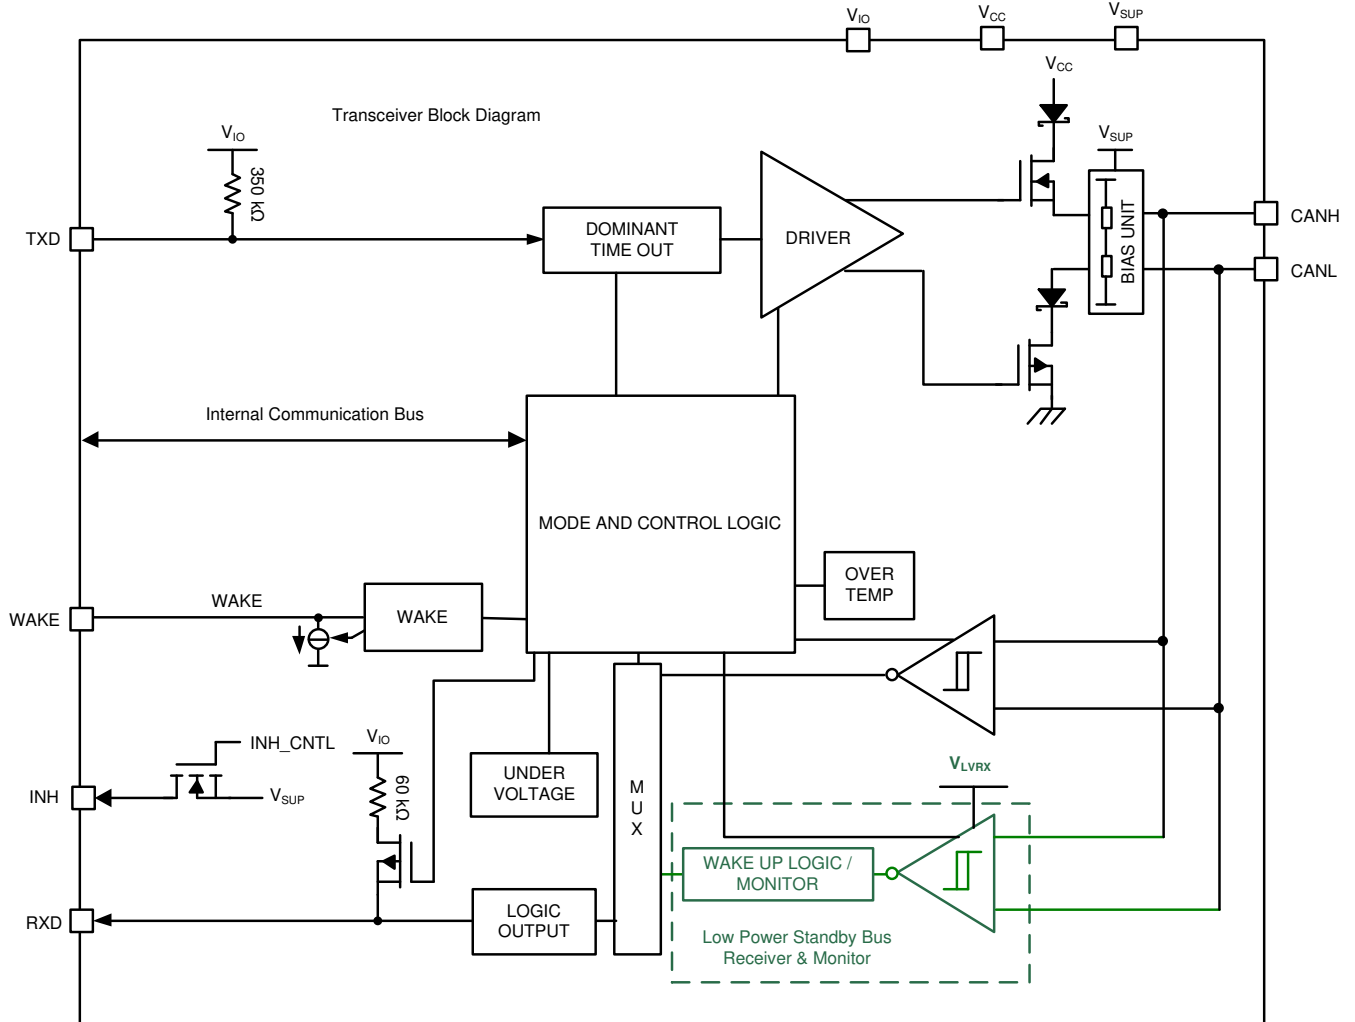 VIO
VCC
VSUP
VCC
Transceiver Block Diagram
VIO
350 kΩ
VSUP
TXD
DOMINANT
TIME OUT
DRIVER
BIAS UNIT
CANH
CANL
Internal Communication Bus
MODE AND CONTROL LOGIC
OVER
TEMP
WAKE
WAKE
WAKE
INH_CNTL
VIO
INH
VSUP
60 kΩ
UNDER
VOLTAGE
M
U
X
VLVRX
WAKE UP LOGIC /
MONITOR
RXD
LOGIC
OUTPUT
Low Power Standby Bus
Receiver & Monitor